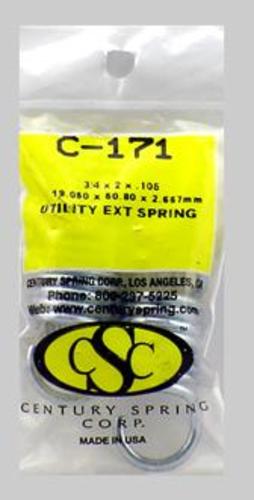 C-171
3/4 x 2 x .105
19.050 x 50.80 x 2.667mm
UTILITY EXT SPRING
CENTURY SPRING CORP., LOS ANGELES, CA
Phone: 800-237-5225
Web: www.centuryspring.com
CSC™
CENTURY SPRING
CORP.
MADE IN USA